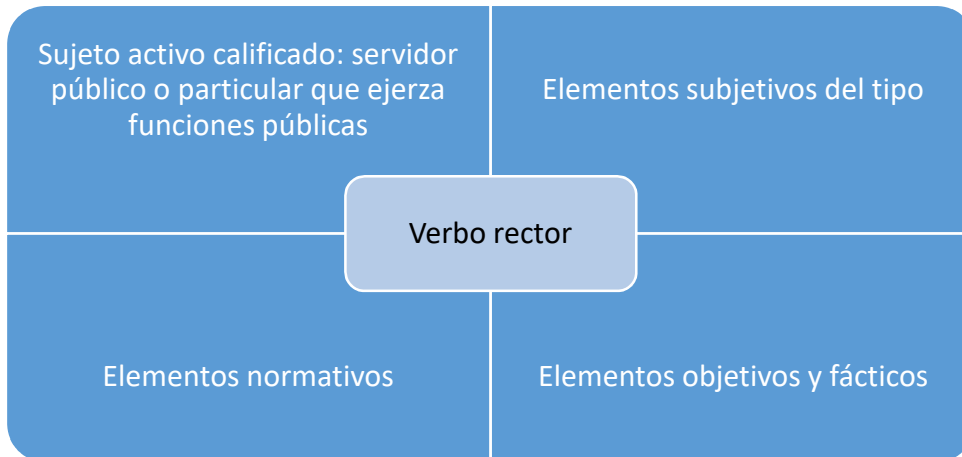 Sujeto activo calificado: servidor
público o particular que ejerza
funciones públicas
Elementos subjetivos del tipo
Verbo rector
Elementos normativos
Elementos objetivos y fácticos